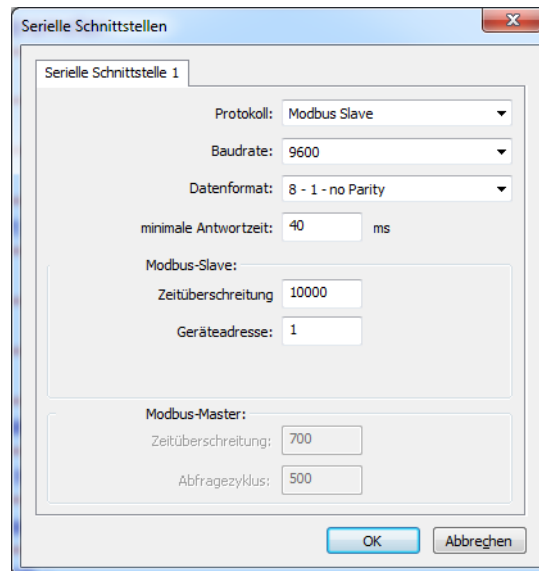 Serielle Schnittstellen
Serielle Schnittstelle 1
Protokoll: Modbus Slave
Baudrate: 9600
Datenformat: 8 - 1 - no Parity
minimale Antwortzeit: 40 ms
Modbus-Slave:
Zeitüberschreitung 10000
Geräteadresse: 1
Modbus-Master:
Zeitüberschreitung: 700
Abfragezyklus: 500
OK Abbrechen